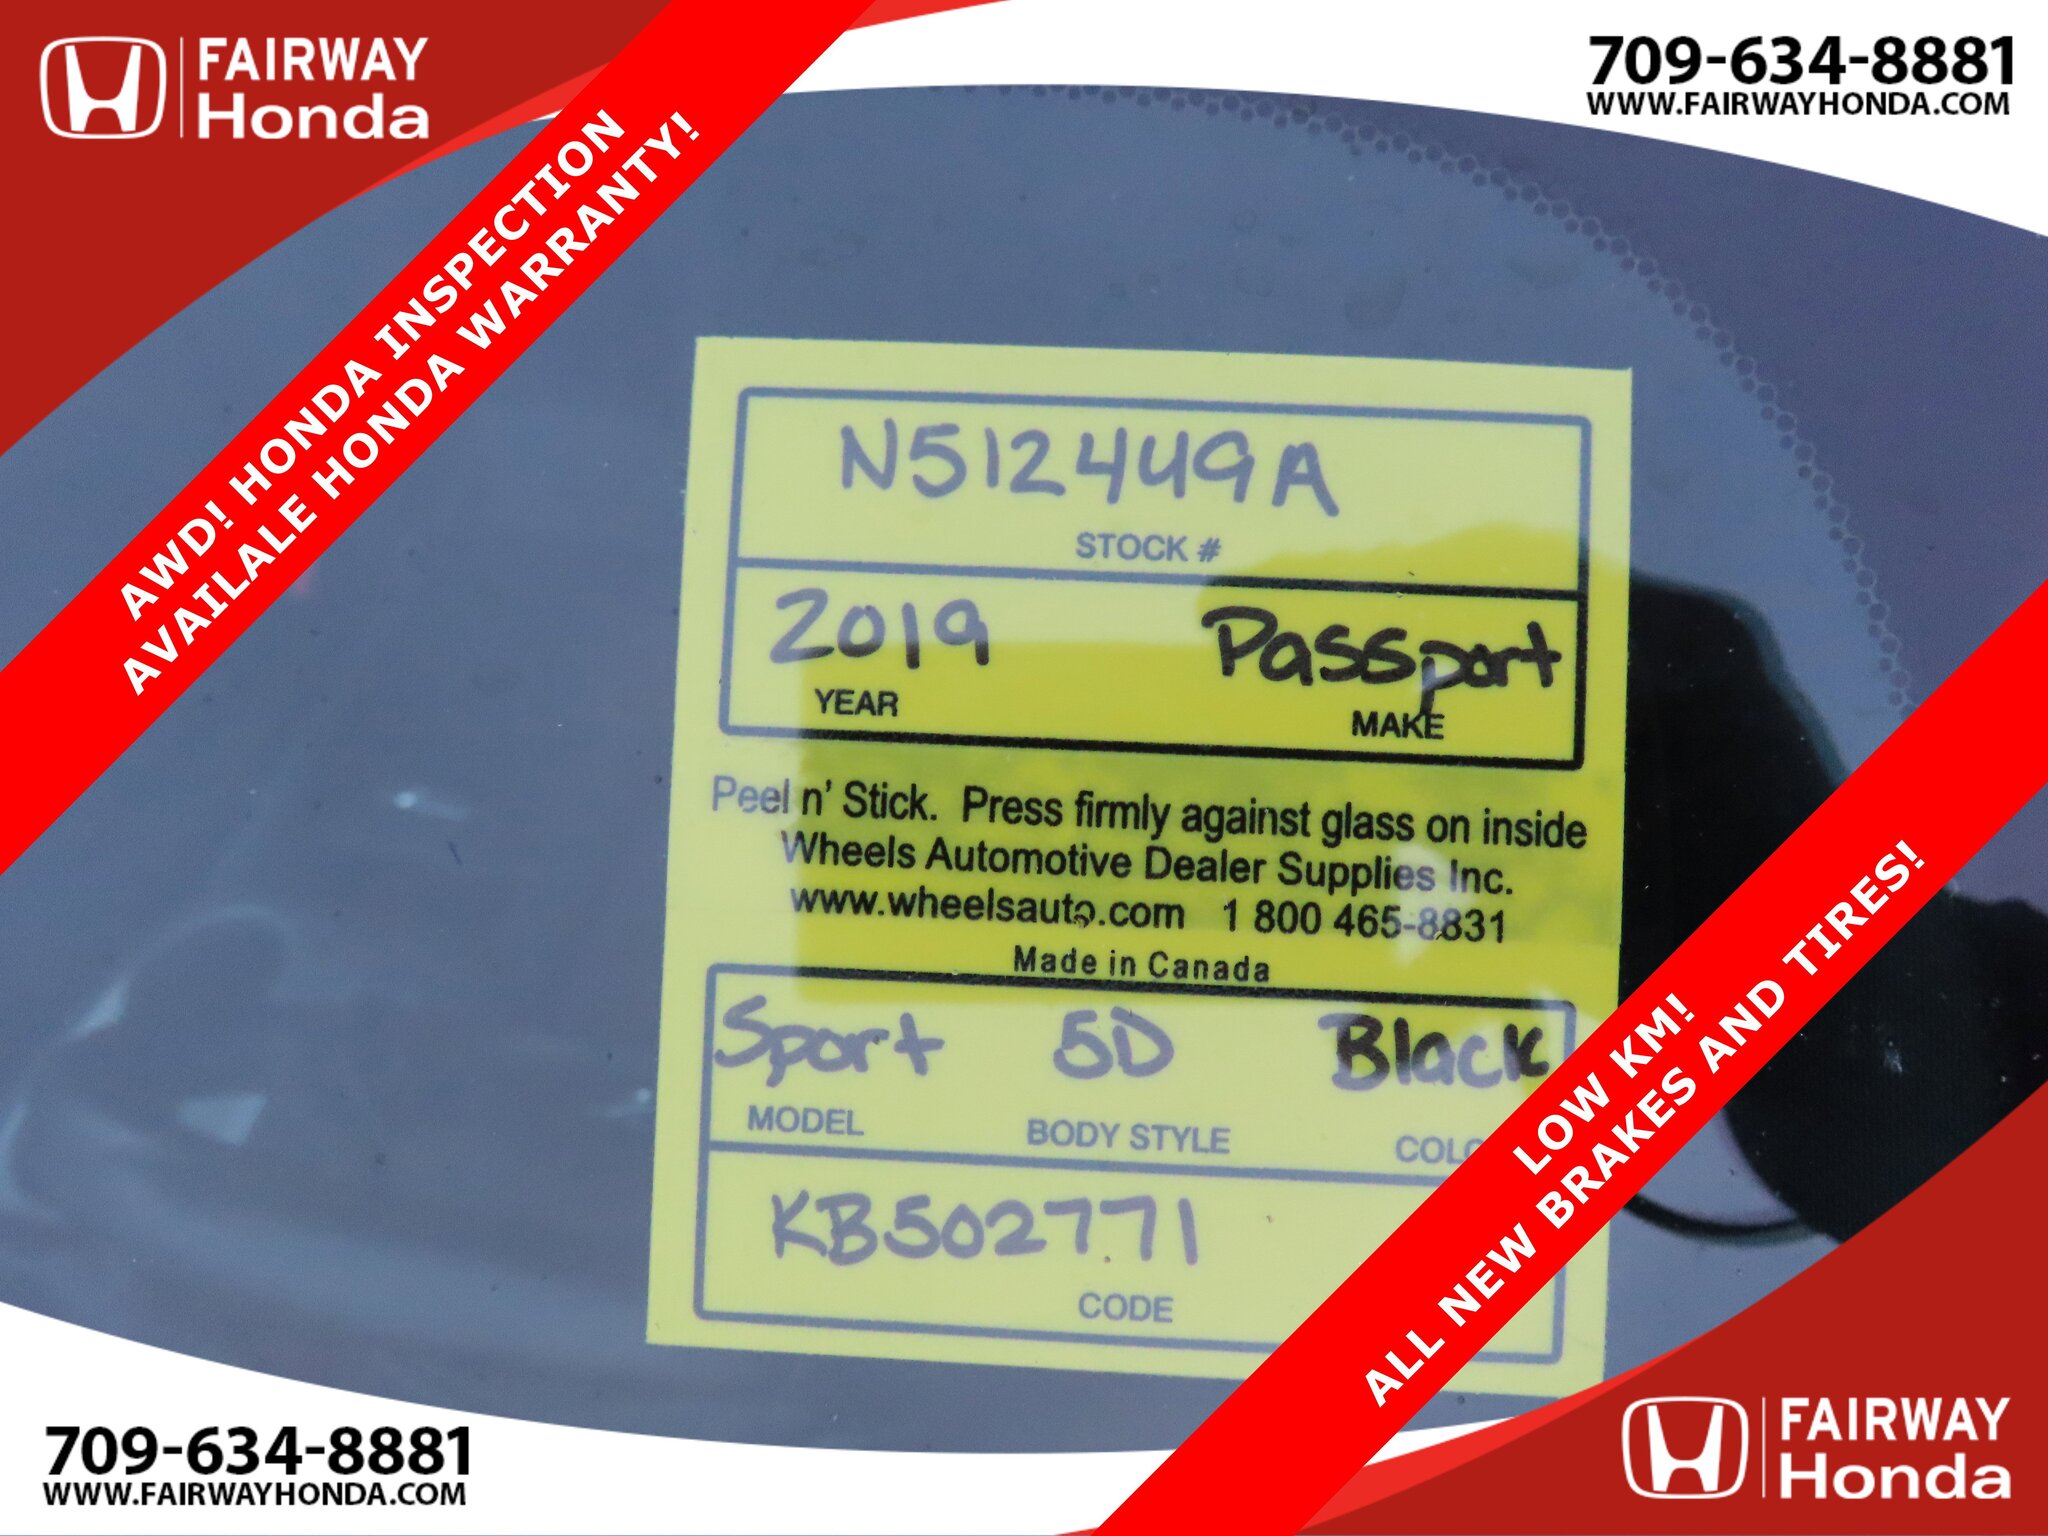 FAIRWAY
Honda
709-634-8881
WWW.FAIRWAYHONDA.COM
AWD! HONDA INSPECTION
AVAILALE HONDA WARRANTY!
N512449A
STOCK #
2019 Passport
YEAR MAKE
Peel n' Stick. Press firmly against glass on inside
Wheels Automotive Dealer Supplies Inc.
www.wheelsauto.com 1 800 465-8831
Made in Canada
Sport 5D Black
MODEL BODY STYLE COLO
KB502771
CODE
LOW KM!
ALL NEW BRAKES AND TIRES!
709-634-8881
WWW.FAIRWAYHONDA.COM
FAIRWAY
Honda